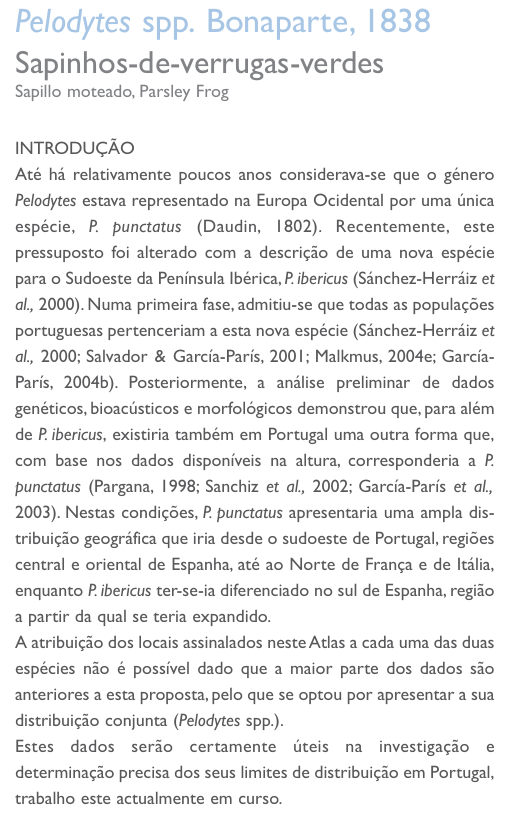 Pelodytes spp. Bonaparte, 1838
Sapinhos-de-verrugas-verdes
Sapillo moteado, Parsley Frog
INTRODUÇÃO
Até há relativamente poucos anos considerava-se que o género
Pelodytes estava representado na Europa Ocidental por uma única
espécie, P. punctatus (Daudin, 1802). Recentemente, este
pressuposto foi alterado com a descrição de uma nova espécie
para o Sudoeste da Península Ibérica, P. ibericus (Sánchez-Herráiz et
al., 2000). Numa primeira fase, admitiu-se que todas as populações
portuguesas pertenceriam a esta nova espécie (Sánchez-Herráiz et
al., 2000; Salvador & García-París, 2001; Malkmus, 2004e; García-
París, 2004b). Posteriormente, a análise preliminar de dados
genéticos, bioacústicos e morfológicos demonstrou que, para além
de P. ibericus, existiria também em Portugal uma outra forma que,
com base nos dados disponíveis na altura, corresponderia a P.
punctatus (Pargana, 1998; Sanchiz et al., 2002; García-París et al.,
2003). Nestas condições, P. punctatus apresentaria uma ampla dis-
tribuição geográfica que iria desde o sudoeste de Portugal, regiões
central e oriental de Espanha, até ao Norte de França e de Itália,
enquanto P. ibericus ter-se-ia diferenciado no sul de Espanha, região
a partir da qual se teria expandido.
A atribuição dos locais assinalados neste Atlas a cada uma das duas
espécies não é possível dado que a maior parte dos dados são
anteriores a esta proposta, pelo que se optou por apresentar a sua
distribuição conjunta (Pelodytes spp.).
Estes dados serão certamente úteis na investigação e
determinação precisa dos seus limites de distribuição em Portugal,
trabalho este actualmente em curso.